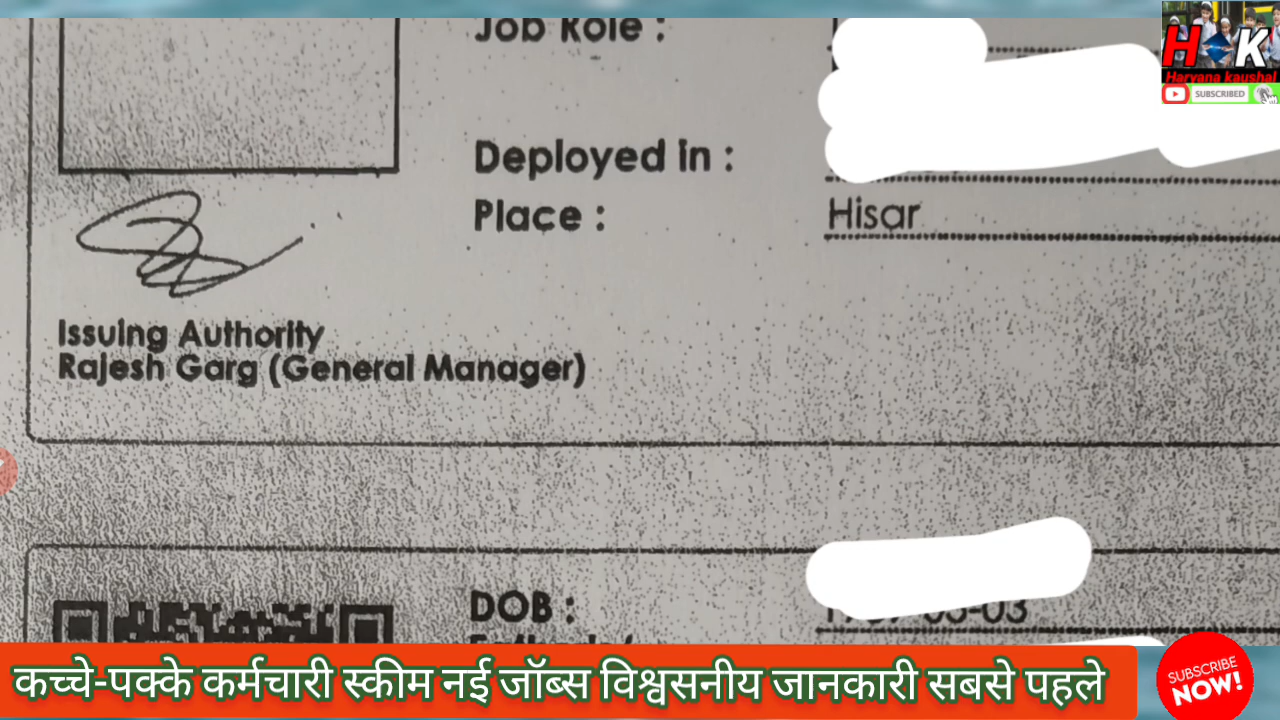 Job Role :
H K
Haryana kaushal
SUBSCRIBED
Deployed in :
Place : Hisar
Issuing Authority
Rajesh Garg (General Manager)
DOB :
कच्चे-पक्के कर्मचारी स्कीम नई जॉब्स विश्वसनीय जानकारी सबसे पहले
SUBSCRIBE
NOW!